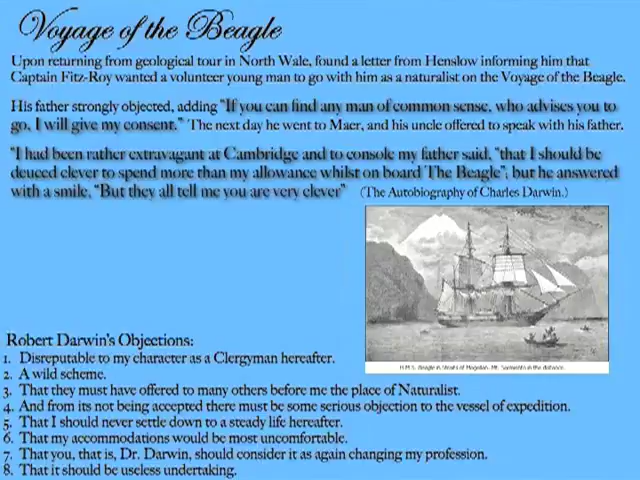 Voyage of the Beagle
Upon returning from geological tour in North Wale, found a letter from Henslow informing him that
Captain Fitz-Roy wanted a volunteer young man to go with him as a naturalist on the Voyage of the Beagle.
His father strongly objected, adding "If you can find any man of common sense, who advises you to
go, I will give my consent." The next day he went to Maer, and his uncle offered to speak with his father.
"I had been rather extravagant at Cambridge and to console my father said, "that I should be
deuced clever to spend more than my allowance whilst on board The Beagle"; but he answered
with a smile, "But they all tell me you are very clever" (The Autobiography of Charles Darwin.)
H.M.S. Beagle in Straits of Magellan. Mt. Sarmiento in the distance.
Robert Darwin's Objections:
1. Disreputable to my character as a Clergyman hereafter.
2. A wild scheme.
3. That they must have offered to many others before me the place of Naturalist.
4. And from its not being accepted there must be some serious objection to the vessel of expedition.
5. That I should never settle down to a steady life hereafter.
6. That my accommodations would be most uncomfortable.
7. That you, that is, Dr. Darwin, should consider it as again changing my profession.
8. That it should be useless undertaking.